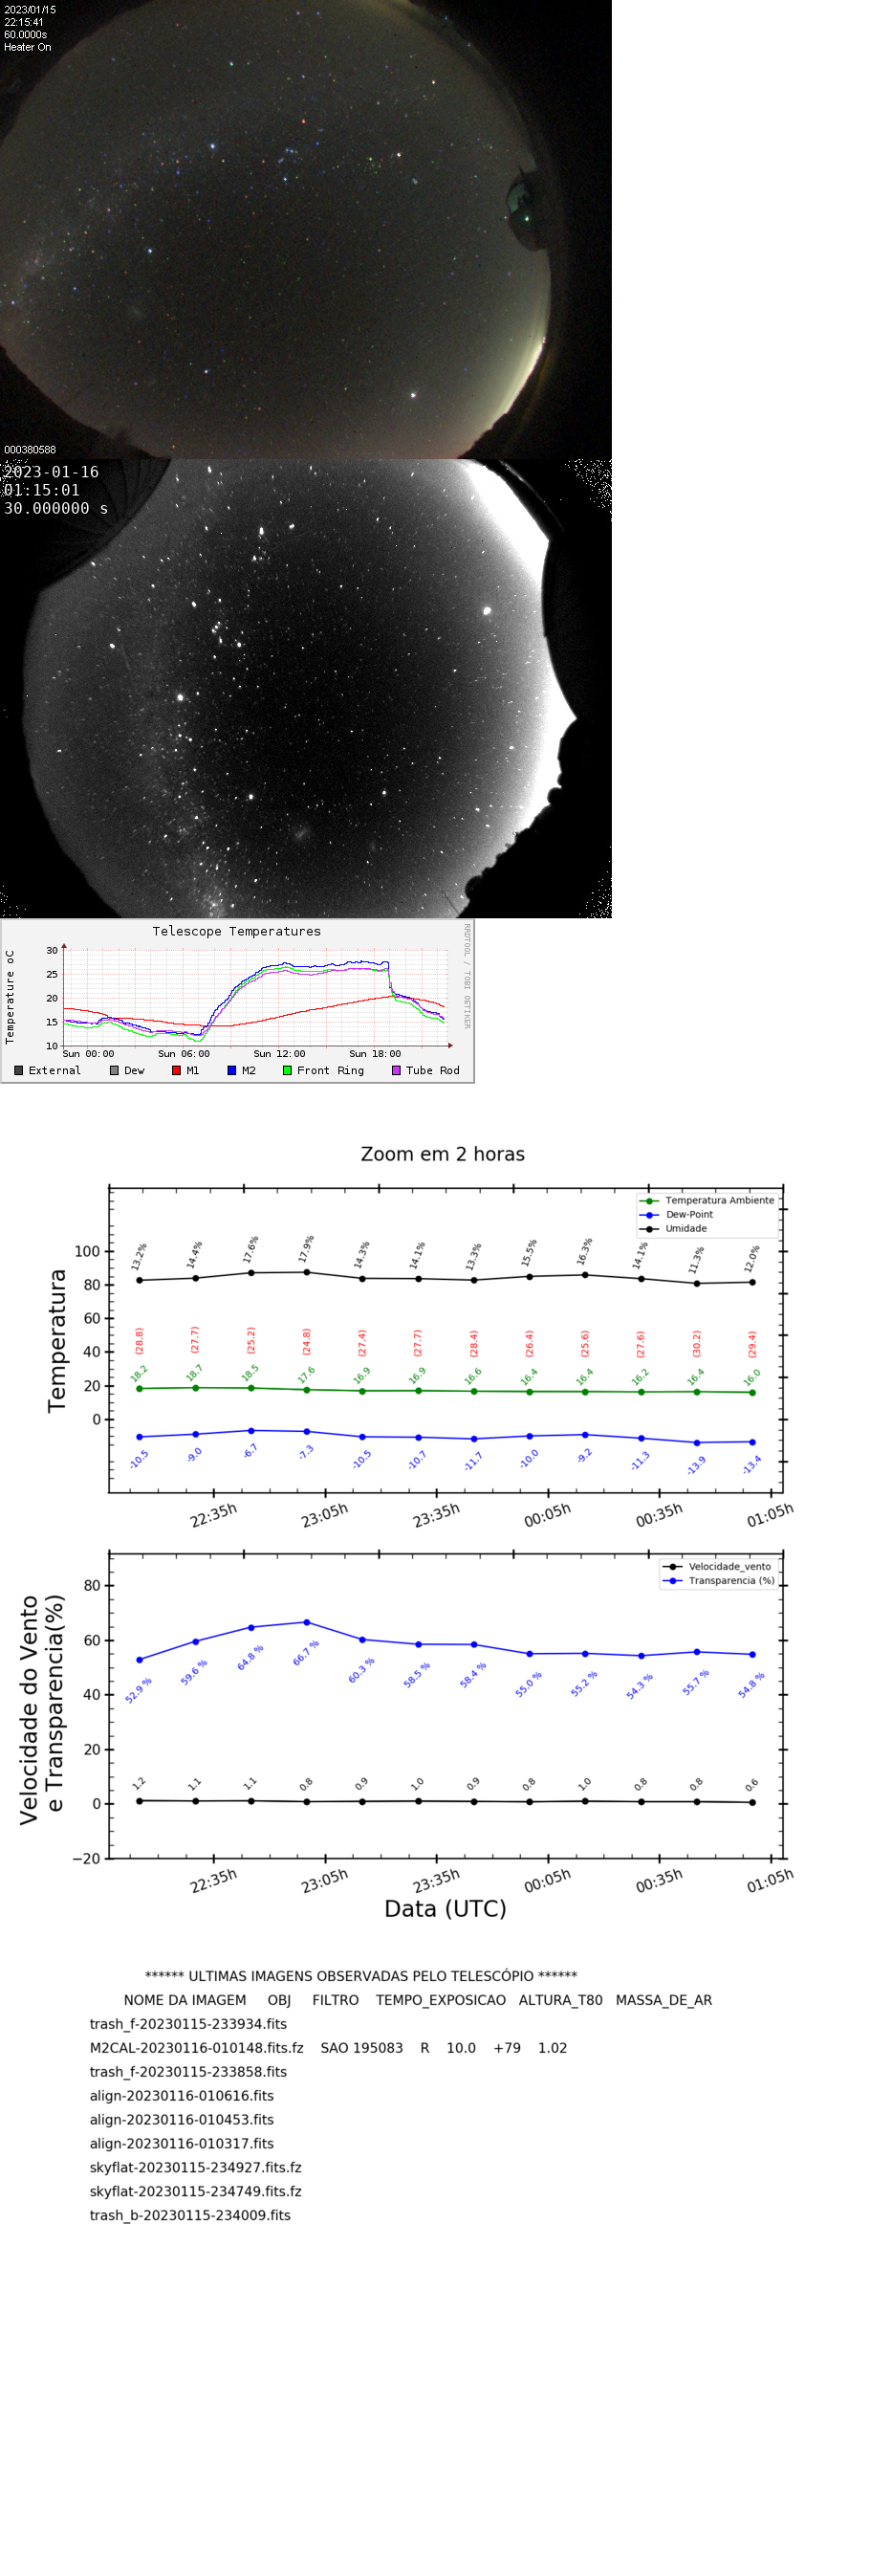 2023/01/15
22:15:41
60.0000s
Heater On
000380588
2023-01-16
01:15:01
30.000000 s
Telescope Temperatures
RRDTOOL / TOBI OETIKER
Temperature oC
30
25
20
15
10
Sun 00:00 Sun 06:00 Sun 12:00 Sun 18:00
External Dew M1 M2 Front Ring Tube Rod
Zoom em 2 horas
Temperatura Ambiente
Dew-Point
Umidade
Temperatura
100
80
60
40
20
0
13.2% 14.4% 17.6% 17.9% 14.3% 14.1% 13.3% 15.5% 16.3% 14.1% 11.3% 12.0%
(28.8) (27.7) (25.2) (24.8) (27.4) (27.7) (28.4) (26.4) (25.6) (27.6) (30.2) (29.4)
18.2 18.7 18.5 17.6 16.9 16.9 16.6 16.4 16.4 16.2 16.4 16.0
-10.5 -9.0 -6.7 -7.3 -10.5 -10.7 -11.7 -10.0 -9.2 -11.3 -13.9 -13.4
22:35h 23:05h 23:35h 00:05h 00:35h 01:05h
Velocidade_vento
Transparencia (%)
Velocidade do Vento
e Transparencia(%)
80
60
40
20
0
−20
52.9 % 59.6 % 64.8 % 66.7 % 60.3 % 58.5 % 58.4 % 55.0 % 55.2 % 54.3 % 55.7 % 54.8 %
1.2 1.1 1.1 0.8 0.9 1.0 0.9 0.8 1.0 0.8 0.8 0.6
22:35h 23:05h 23:35h 00:05h 00:35h 01:05h
Data (UTC)
****** ULTIMAS IMAGENS OBSERVADAS PELO TELESCÓPIO ******
NOME DA IMAGEM OBJ FILTRO TEMPO_EXPOSICAO ALTURA_T80 MASSA_DE_AR
trash_f-20230115-233934.fits
M2CAL-20230116-010148.fits.fz SAO 195083 R 10.0 +79 1.02
trash_f-20230115-233858.fits
align-20230116-010616.fits
align-20230116-010453.fits
align-20230116-010317.fits
skyflat-20230115-234927.fits.fz
skyflat-20230115-234749.fits.fz
trash_b-20230115-234009.fits